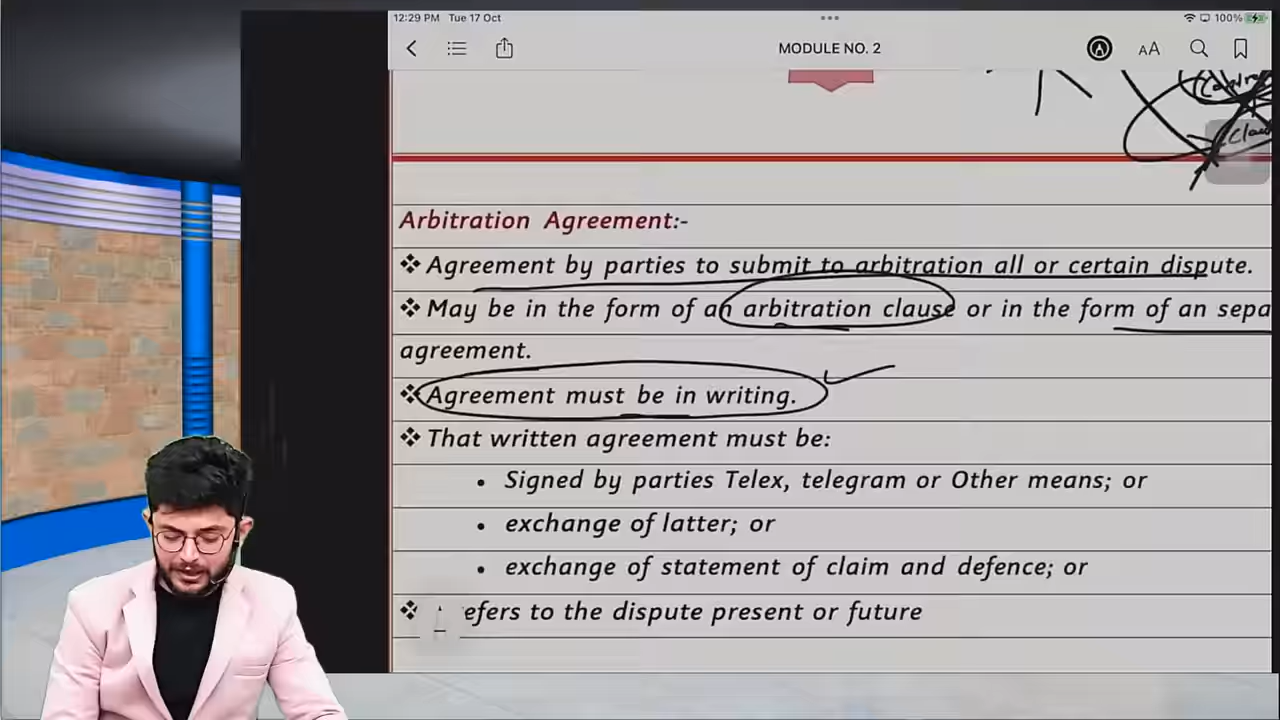 12:29 PM Tue 17 Oct
100%
MODULE NO. 2
AA
Arbitration Agreement:-
❖ Agreement by parties to submit to arbitration all or certain dispute.
❖ May be in the form of an arbitration clause or in the form of an sepa
agreement.
❖ Agreement must be in writing.
❖ That written agreement must be:
• Signed by parties Telex, telegram or Other means; or
• exchange of latter; or
• exchange of statement of claim and defence; or
❖ efers to the dispute present or future